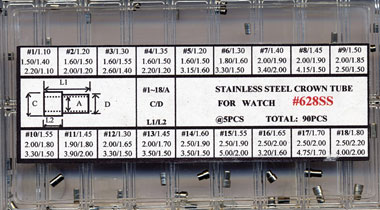 #1/1.10 #2/1.20 #3/1.30 #4/1.35 #5/1.20 #6/1.30 #7/1.40 #8/1.45 #9/1.50
1.50/1.40 1.60/1.50 1.60/1.50 1.60/1.50 1.50/1.60 1.80/1.60 2.00/1.90 2.00/1.90 2.00/1.85
2.20/1.10 2.00/1.20 2.60/1.40 2.20/1.20 3.15/1.20 3.00/1.50 3.40/2.00 4.15/1.50 2.50/1.50
L1
C A D
L2
#1~18/A
C/D
L1/L2
STAINLESS STEEL CROWN TUBE
FOR WATCH #628SS
@5PCS TOTAL: 90PCS
#10/1.55 #11/1.45 #12/1.30 #13/1.45 #14/1.60 #15/1.55 #16/1.65 #17/1.70 #18/1.80
2.00/1.80 1.90/1.80 2.00/1.65 2.00/1.70 2.50/1.90 2.50/1.95 2.50/2.00 2.50/2.10 2.50/2.20
3.30/1.50 3.90/2.00 3.30/1.50 3.50/1.50 3.50/2.00 3.20/1.60 4.75/1.70 4.00/2.00